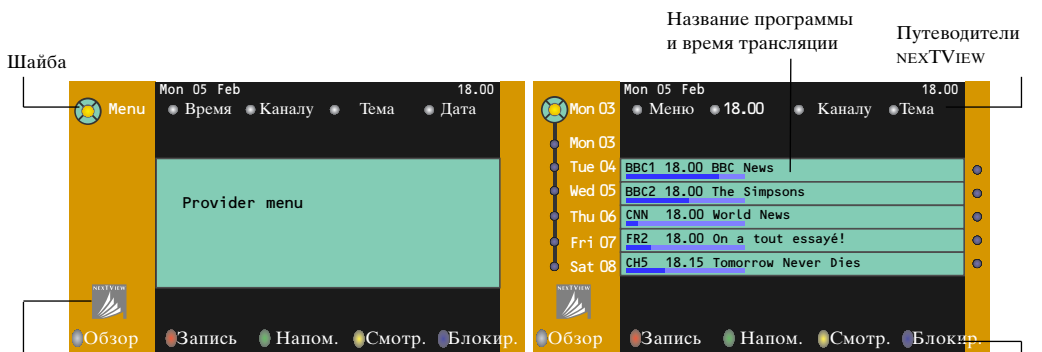 Название программы
и время трансляции
Путеводители
NEXTVIEW
Шайба
Mon 05 Feb 18.00
Menu Время Каналу Тема Дата
Provider menu
NEXTVIEW
Обзор Запись Напом. Смотр. Блокир.
Mon 05 Feb 18.00
Mon 03 Меню 18.00 Каналу Тема
Mon 03
Tue 04 BBC1 18.00 BBC News
Wed 05 BBC2 18.00 The Simpsons
Thu 06 CNN 18.00 World News
Fri 07 FR2 18.00 On a tout essayé!
Sat 08 CH5 18.15 Tomorrow Never Dies
NEXTVIEW
Обзор Запись Напом. Смотр. Блокир.